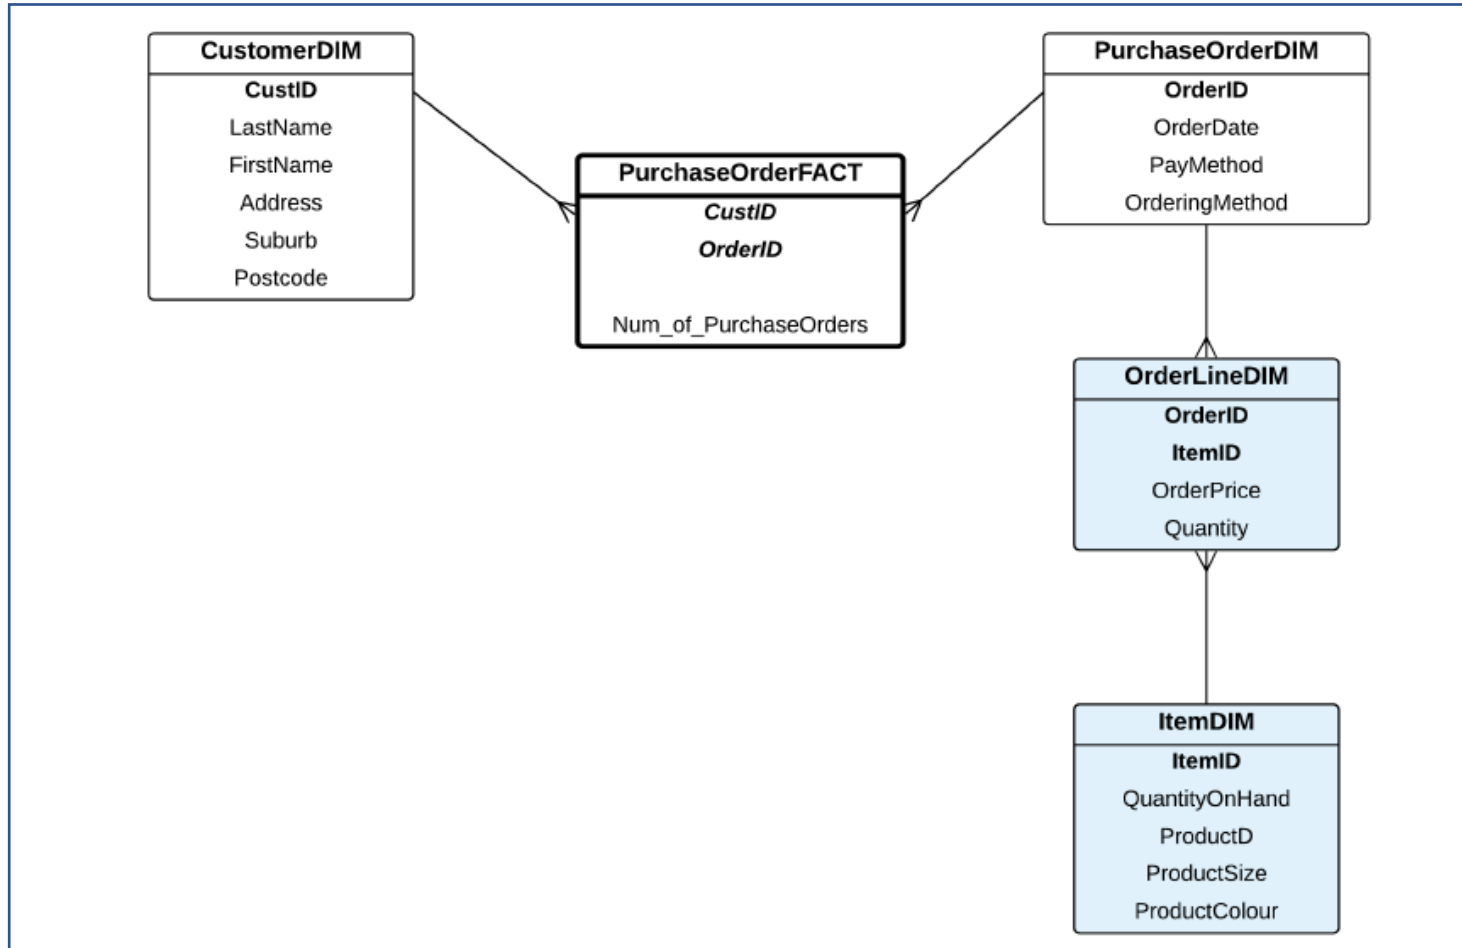 CustomerDIM
CustID
LastName
FirstName
Address
Suburb
Postcode
PurchaseOrderFACT
CustID
OrderID
Num_of_PurchaseOrders
PurchaseOrderDIM
OrderID
OrderDate
PayMethod
OrderingMethod
OrderLineDIM
OrderID
ItemID
OrderPrice
Quantity
ItemDIM
ItemID
QuantityOnHand
ProductD
ProductSize
ProductColour